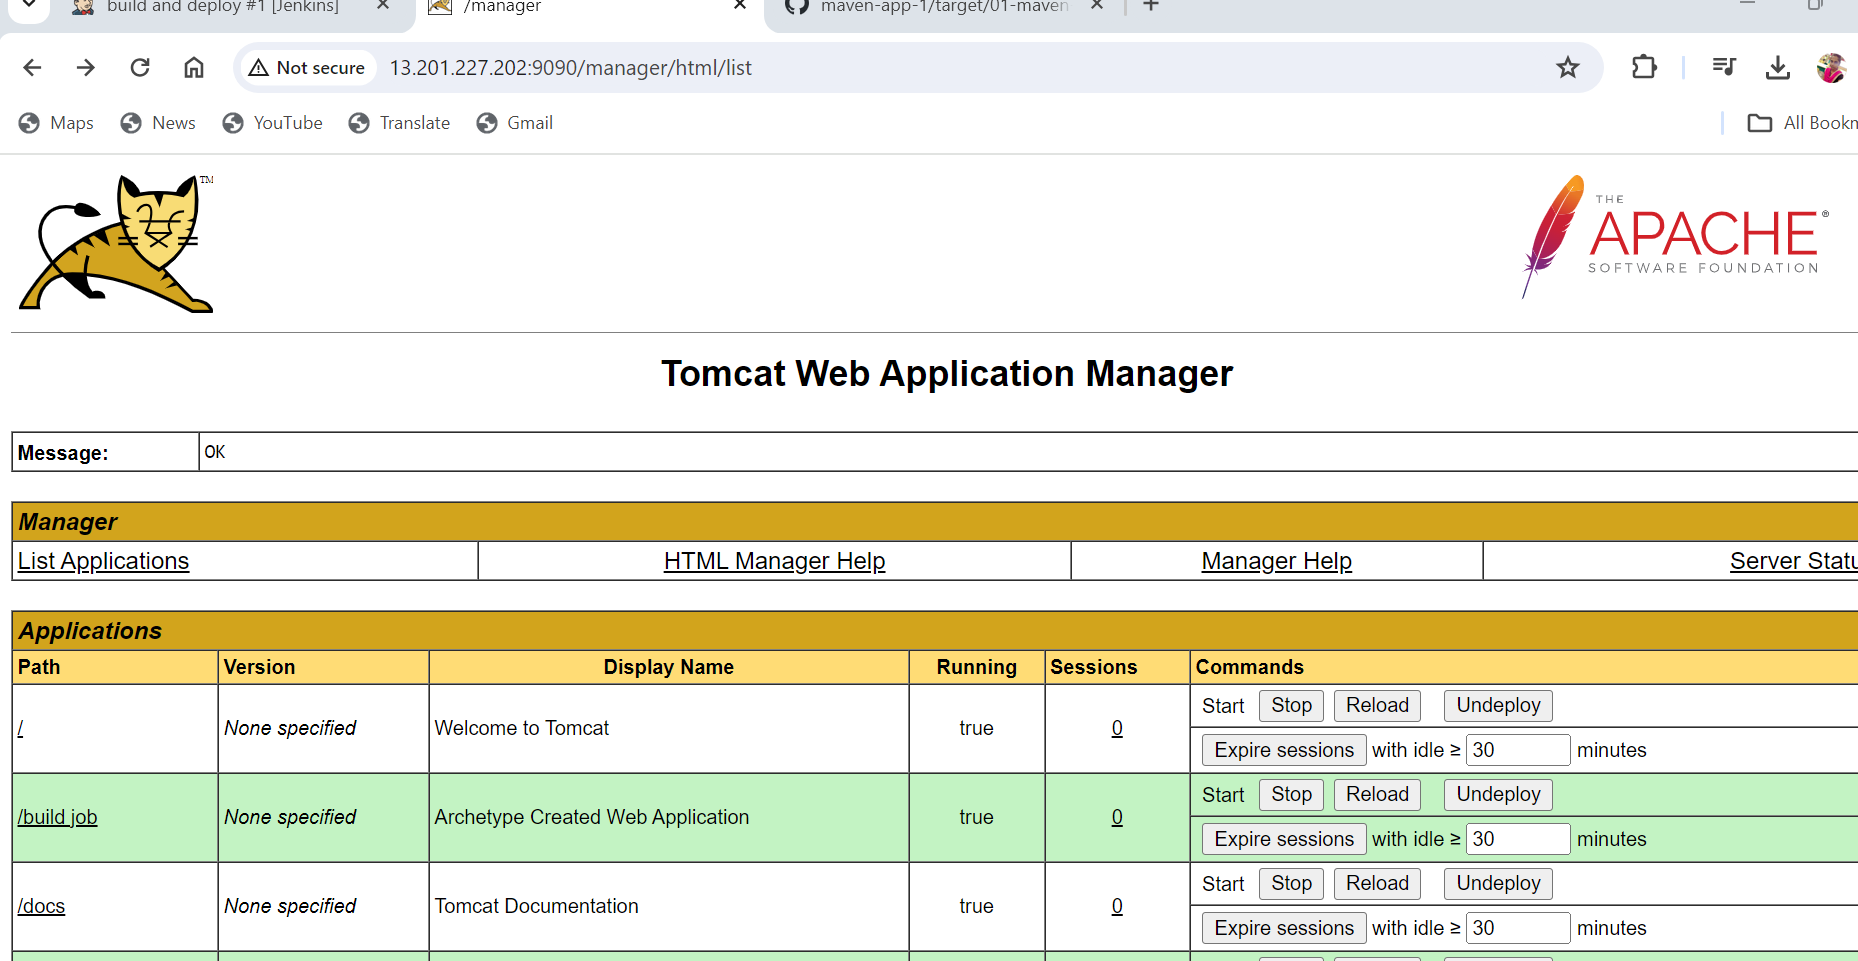 build and deploy #1 [Jenkins]
/manager
maven-app-1/target/01-maven
Not secure
13.201.227.202:9090/manager/html/list
Maps
News
YouTube
Translate
Gmail
All Bookm
TM
THE
APACHE®
SOFTWARE FOUNDATION
Tomcat Web Application Manager
Message: OK
Manager
List Applications HTML Manager Help Manager Help Server Statu
Applications
Path Version Display Name Running Sessions Commands
/ None specified Welcome to Tomcat true 0
Start Stop Reload Undeploy
Expire sessions with idle ≥ 30 minutes
/build job None specified Archetype Created Web Application true 0
Start Stop Reload Undeploy
Expire sessions with idle ≥ 30 minutes
/docs None specified Tomcat Documentation true 0
Start Stop Reload Undeploy
Expire sessions with idle ≥ 30 minutes